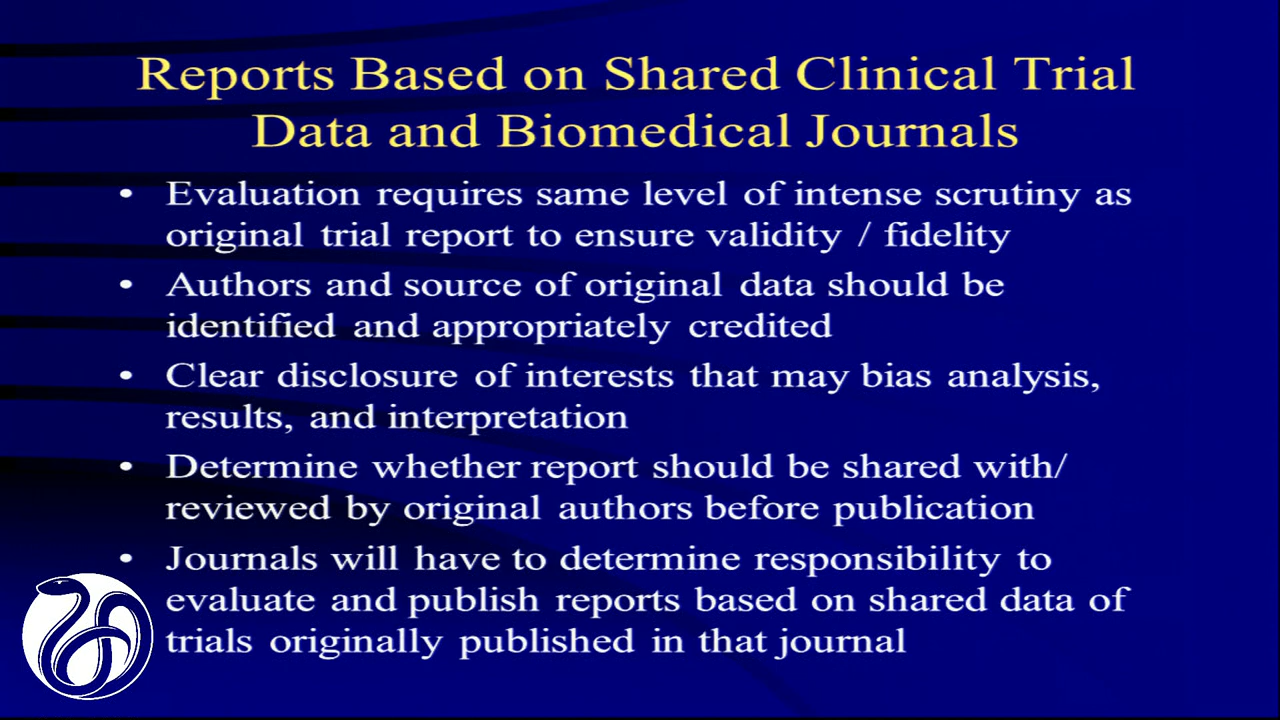 Reports Based on Shared Clinical Trial
Data and Biomedical Journals
• Evaluation requires same level of intense scrutiny as
original trial report to ensure validity / fidelity
• Authors and source of original data should be
identified and appropriately credited
• Clear disclosure of interests that may bias analysis,
results, and interpretation
• Determine whether report should be shared with/
reviewed by original authors before publication
• Journals will have to determine responsibility to
evaluate and publish reports based on shared data of
trials originally published in that journal